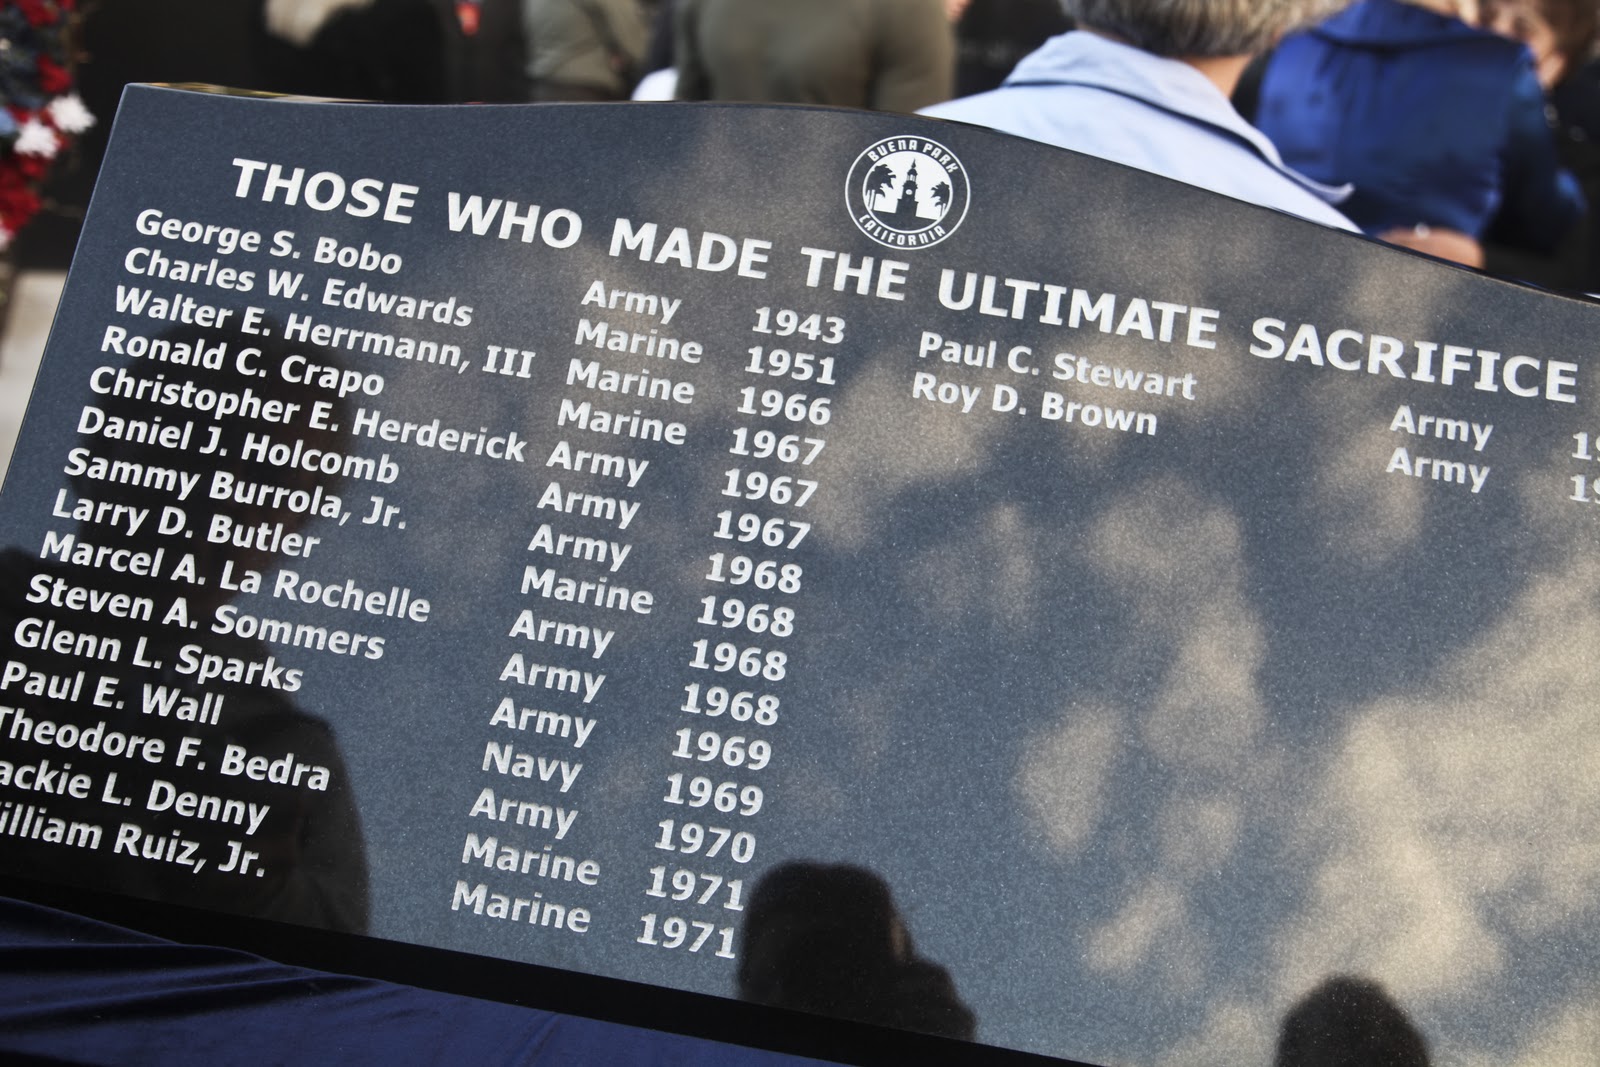 BUENA PARK
CALIFORNIA
THOSE WHO MADE THE ULTIMATE SACRIFICE
George S. Bobo Army 1943
Charles W. Edwards Marine 1951
Walter E. Herrmann, III Marine 1966
Ronald C. Crapo Marine 1967
Christopher E. Herderick Army 1967
Daniel J. Holcomb Army 1967
Sammy Burrola, Jr. Army 1968
Larry D. Butler Marine 1968
Marcel A. La Rochelle Army 1968
Steven A. Sommers Army 1968
Glenn L. Sparks Army 1969
Paul E. Wall Navy 1969
Theodore F. Bedra Army 1970
ackie L. Denny Marine 1971
illiam Ruiz, Jr. Marine 1971
Paul C. Stewart Army 19
Roy D. Brown Army 19